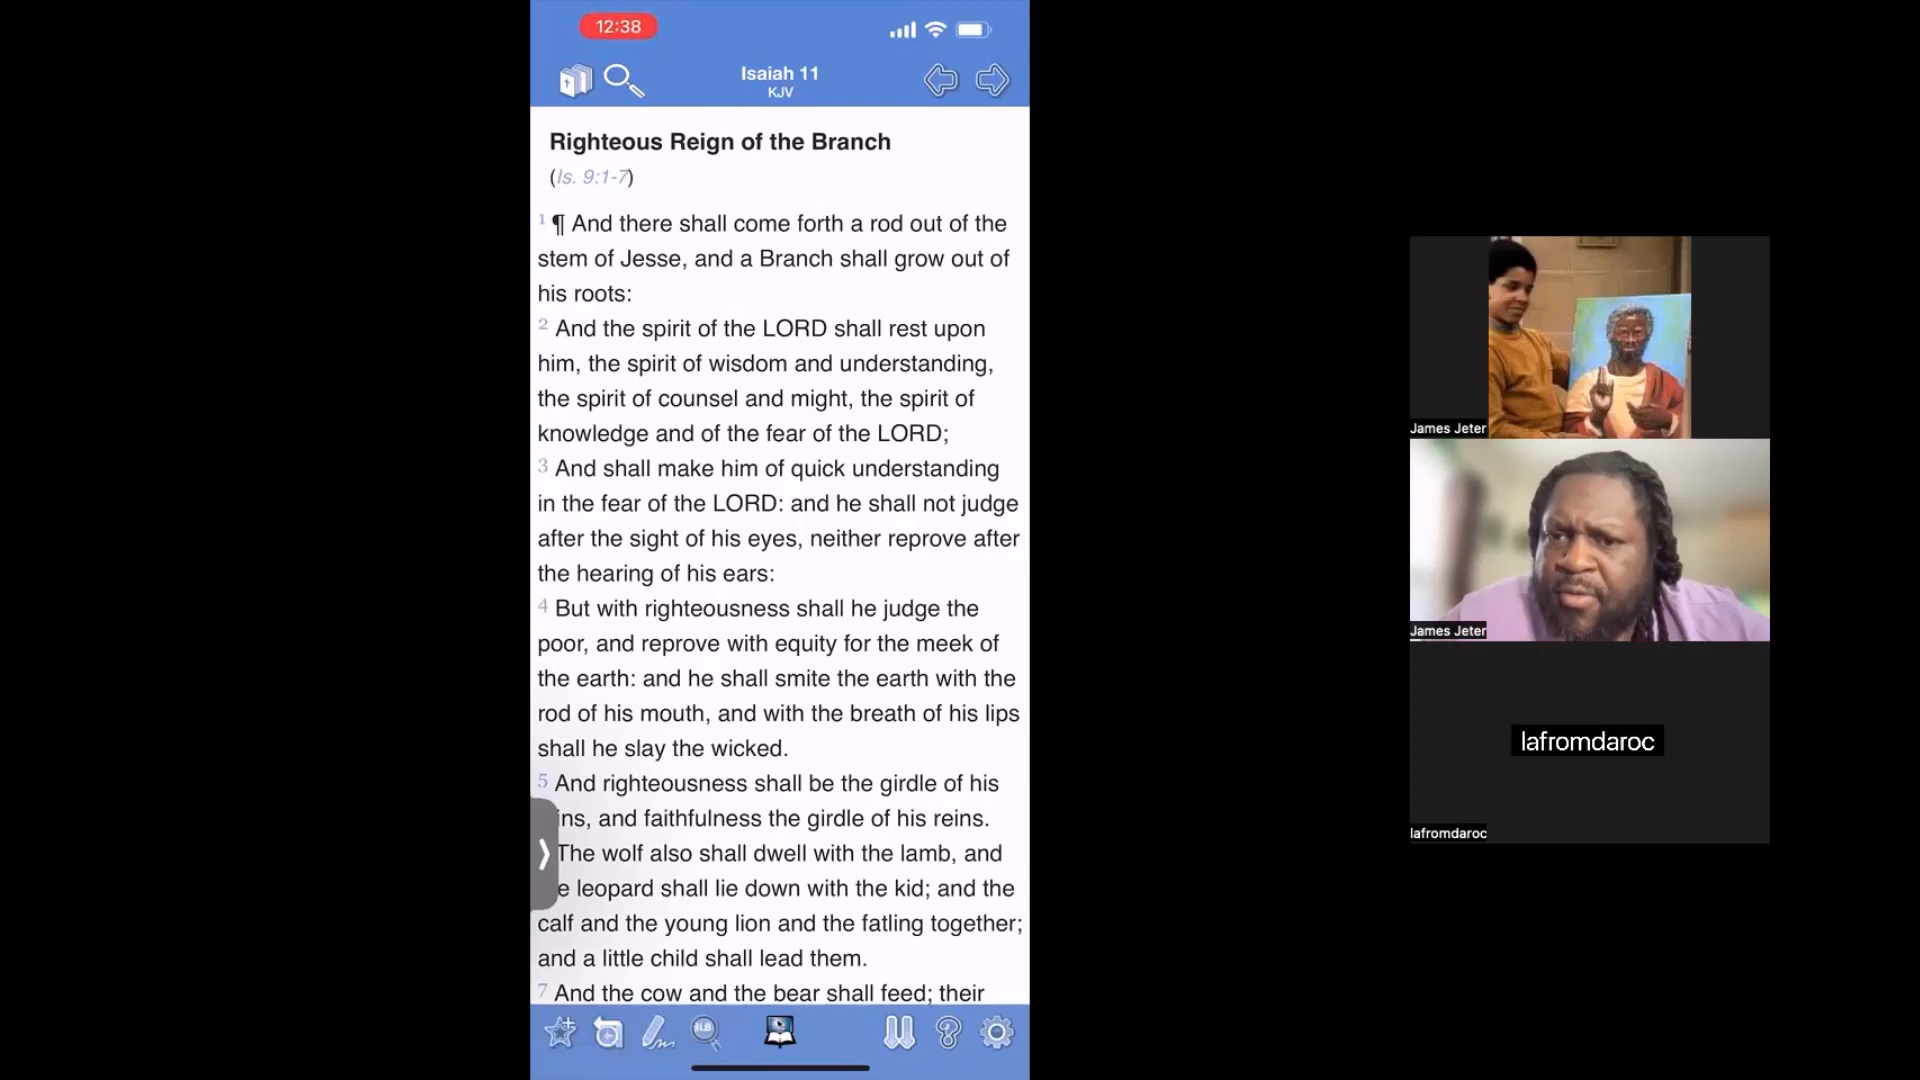 12:38
Isaiah 11
KJV
Righteous Reign of the Branch
(Is. 9:1-7)
1 ¶ And there shall come forth a rod out of the
stem of Jesse, and a Branch shall grow out of
his roots:
2 And the spirit of the LORD shall rest upon
him, the spirit of wisdom and understanding,
the spirit of counsel and might, the spirit of
knowledge and of the fear of the LORD;
3 And shall make him of quick understanding
in the fear of the LORD: and he shall not judge
after the sight of his eyes, neither reprove after
the hearing of his ears:
4 But with righteousness shall he judge the
poor, and reprove with equity for the meek of
the earth: and he shall smite the earth with the
rod of his mouth, and with the breath of his lips
shall he slay the wicked.
5 And righteousness shall be the girdle of his
ins, and faithfulness the girdle of his reins.
The wolf also shall dwell with the lamb, and
e leopard shall lie down with the kid; and the
calf and the young lion and the fatling together;
and a little child shall lead them.
7 And the cow and the bear shall feed; their
BLB
James Jeter
James Jeter
lafromdaroc
lafromdaroc